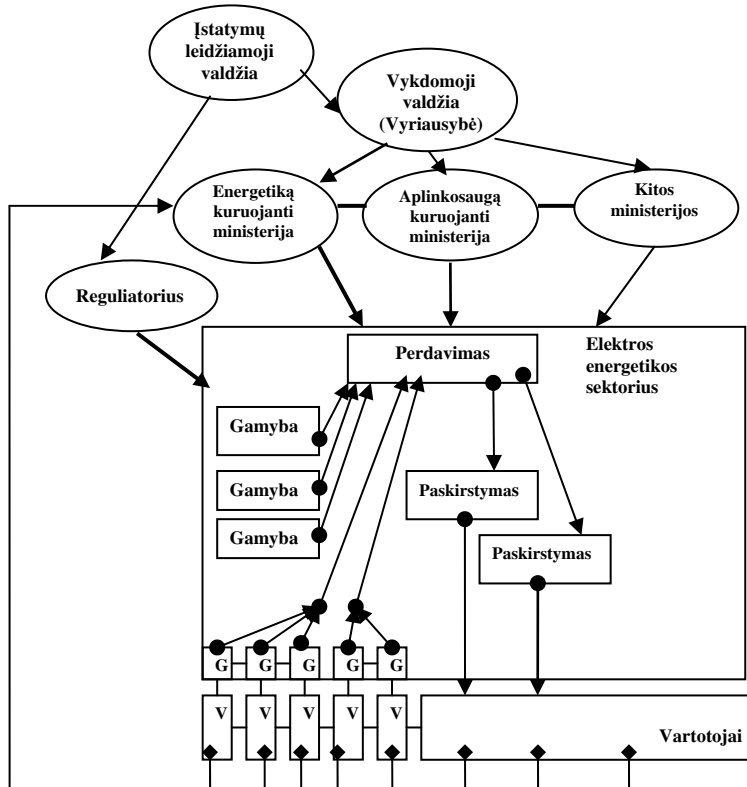 Įstatymų
leidžiamoji
valdžia
Vykdomoji
valdžia
(Vyriausybė)
Energetiką
kuruojanti
ministerija
Aplinkosaugą
kuruojanti
ministerija
Kitos
ministerijos
Reguliatorius
Perdavimas
Elektros
energetikos
sektorius
Gamyba
Gamyba
Gamyba
Paskirstymas
Paskirstymas
G G G G G
V V V V V
Vartotojai